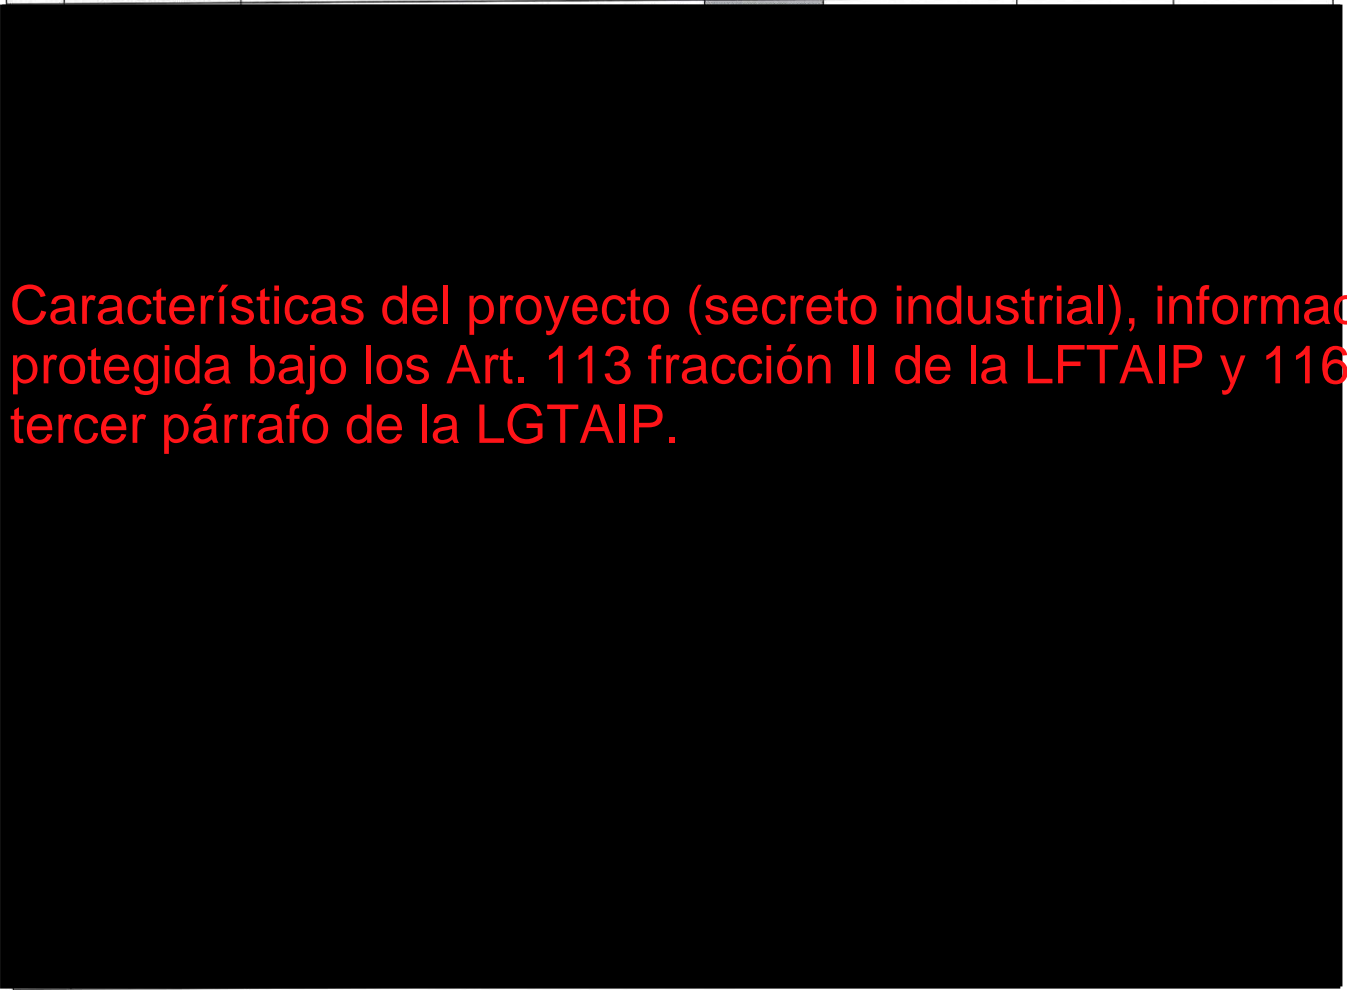 Características del proyecto (secreto industrial), informac
protegida bajo los Art. 113 fracción II de la LFTAIP y 116
tercer párrafo de la LGTAIP.